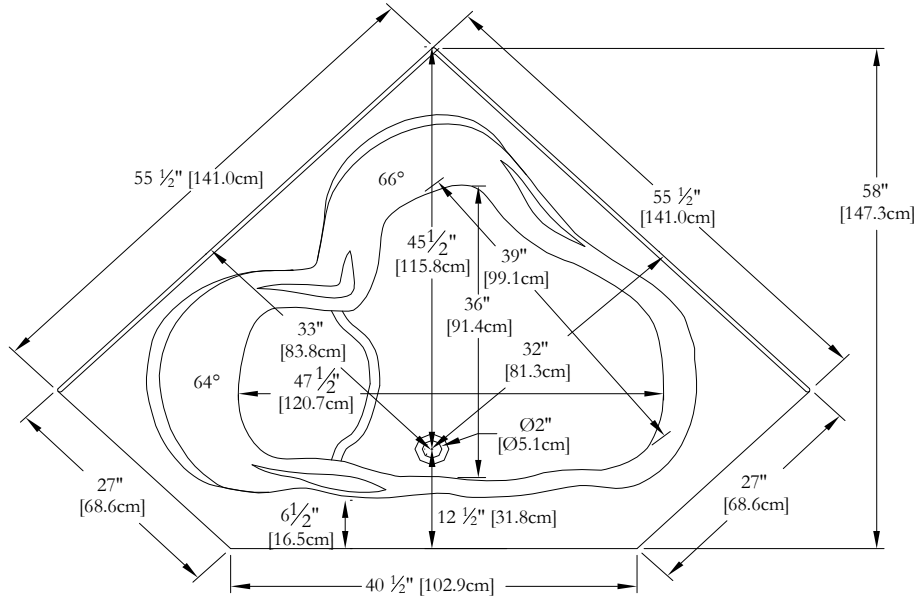 55 ½" [141.0cm]
66°
55 ½"
[141.0cm]
58"
[147.3cm]
45½"
[115.8cm]
39"
[99.1cm]
36"
[91.4cm]
33"
[83.8cm]
32"
[81.3cm]
64°
47 ½"
[120.7cm]
Ø2"
[Ø5.1cm]
27"
[68.6cm]
27"
[68.6cm]
6½"
[16.5cm]
12 ½" [31.8cm]
40 ½" [102.9cm]